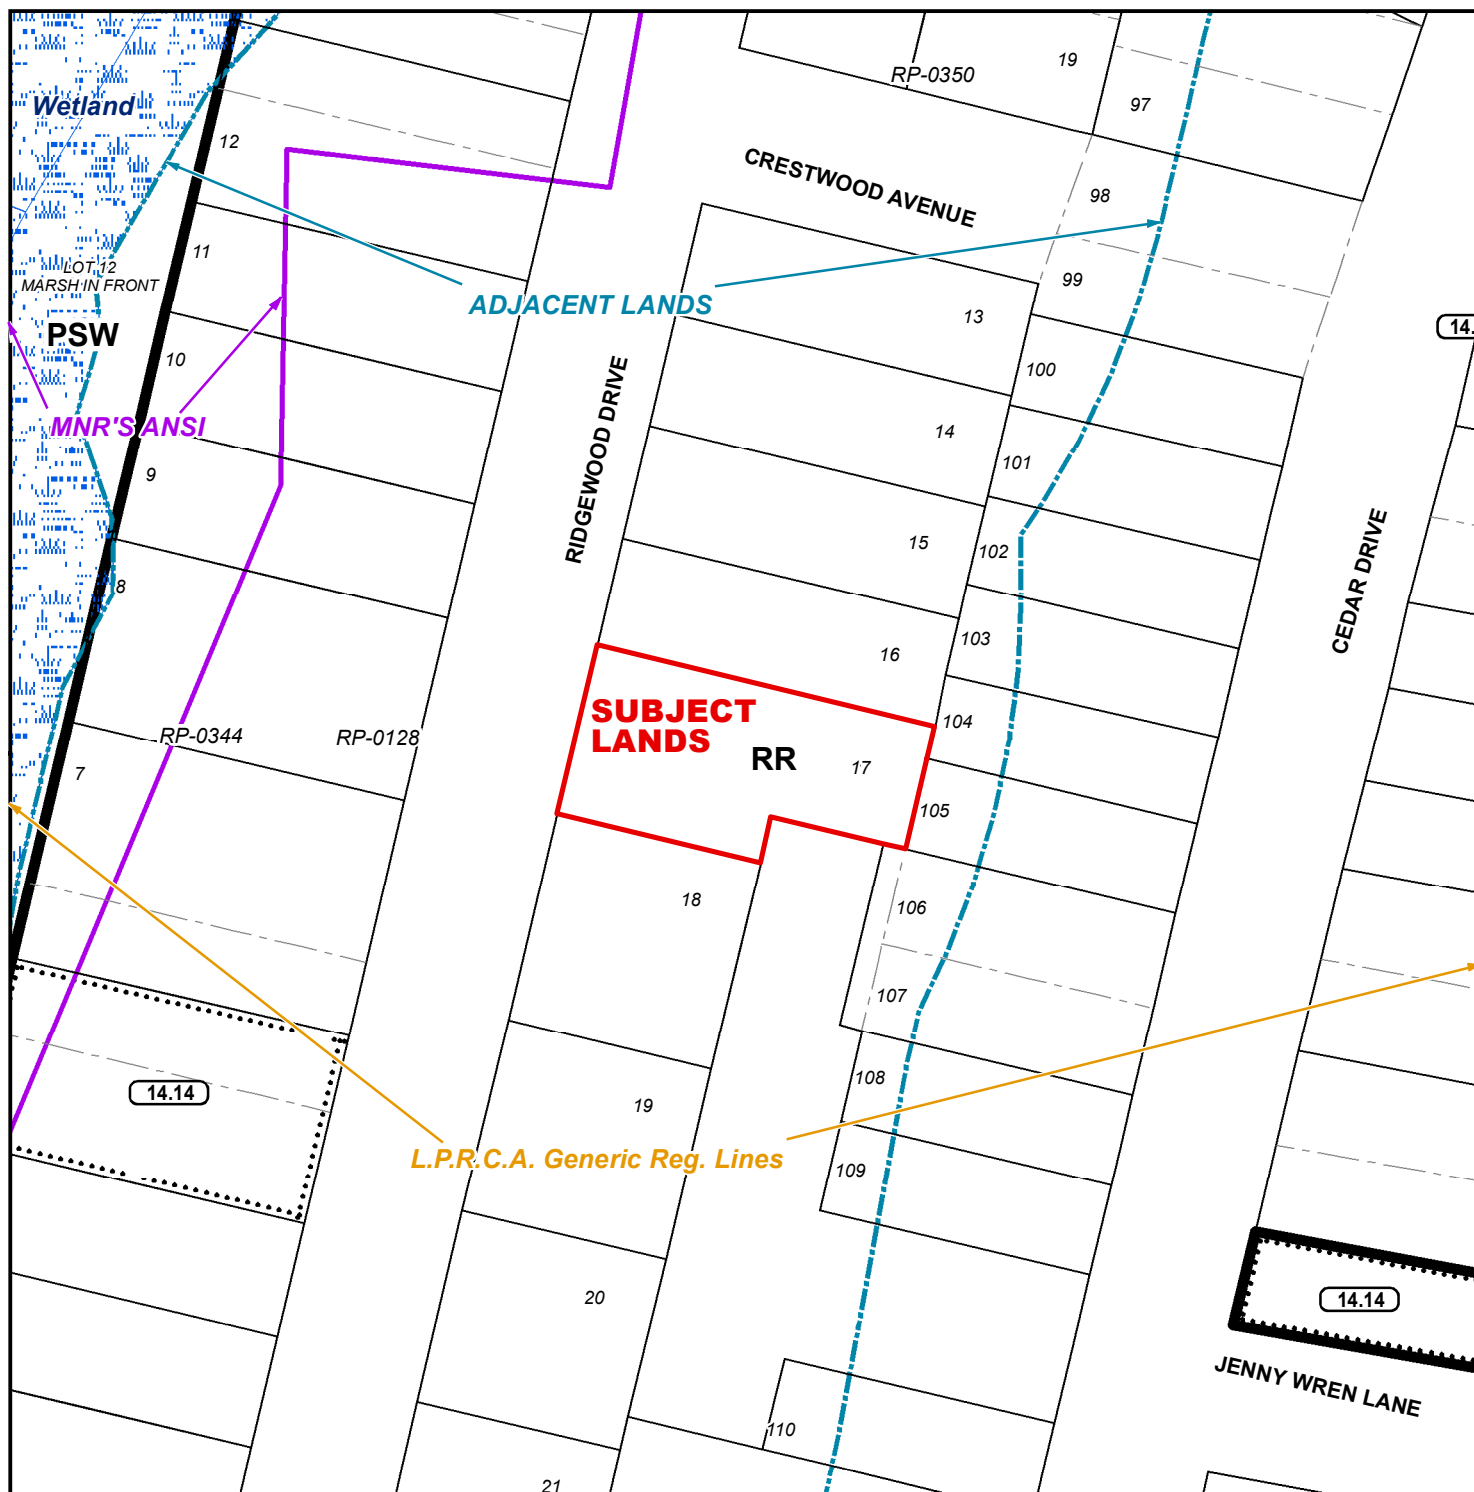 19
RP-0350
97
Wetland
12
CRESTWOOD AVENUE
98
11
LOT 12
MARSH IN FRONT
99
ADJACENT LANDS
13
14.
PSW
10
100
RIDGEWOOD DRIVE
MNR'S ANSI
14
101
9
15
102
CEDAR DRIVE
8
103
16
SUBJECT
LANDS
104
RP-0344
RP-0128
RR
17
7
105
18
106
107
108
14.14
19
L.P.R.C.A. Generic Reg. Lines
109
20
14.14
JENNY WREN LANE
110
21